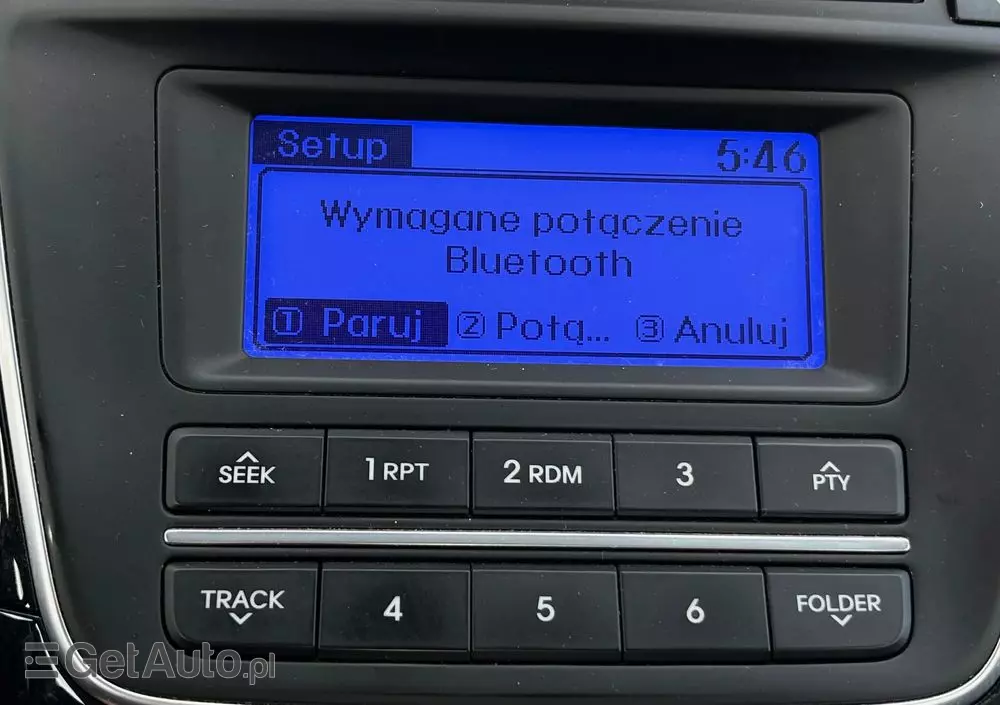 Setup 5:46
Wymagane połączenie
Bluetooth
1 Paruj 2 Połą... 3 Anuluj
SEEK 1 RPT 2 RDM 3 PTY
TRACK 4 5 6 FOLDER
GetAuto.pl